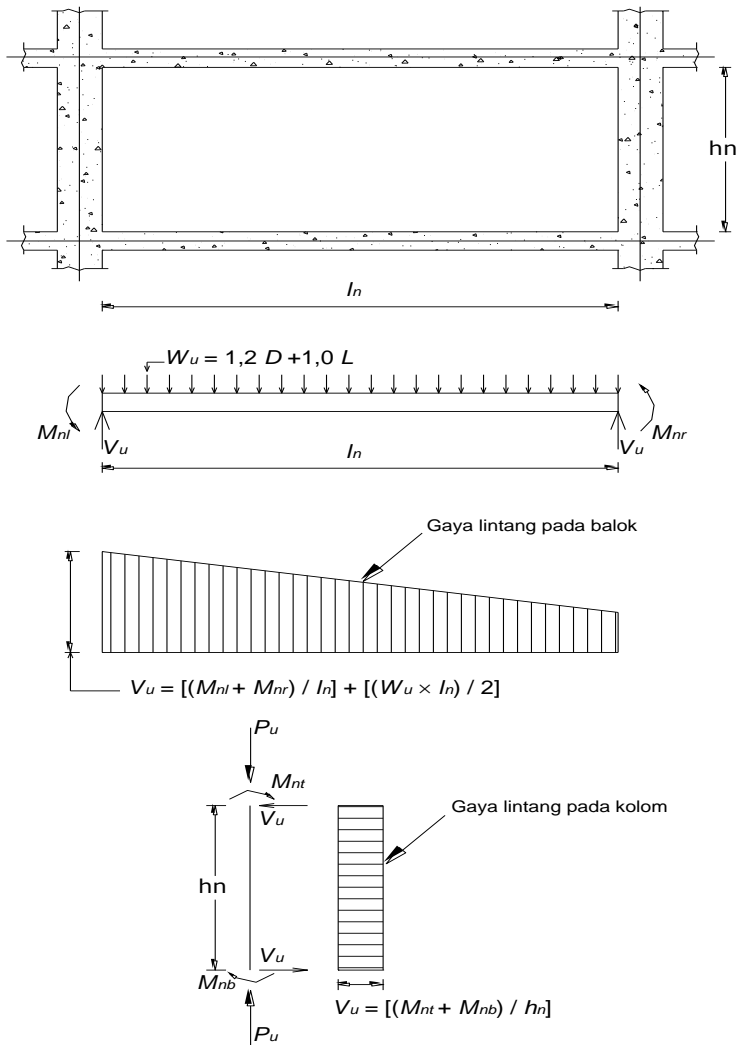 hn
ln
Wu = 1,2 D +1,0 L
Mnl
Vu
ln
Vu
Mnr
Gaya lintang pada balok
Vu = [(Mnl + Mnr) / ln] + [(Wu × ln) / 2]
Pu
Mnt
Vu
Gaya lintang pada kolom
hn
Vu
Mnb
Vu = [(Mnt + Mnb) / hn]
Pu